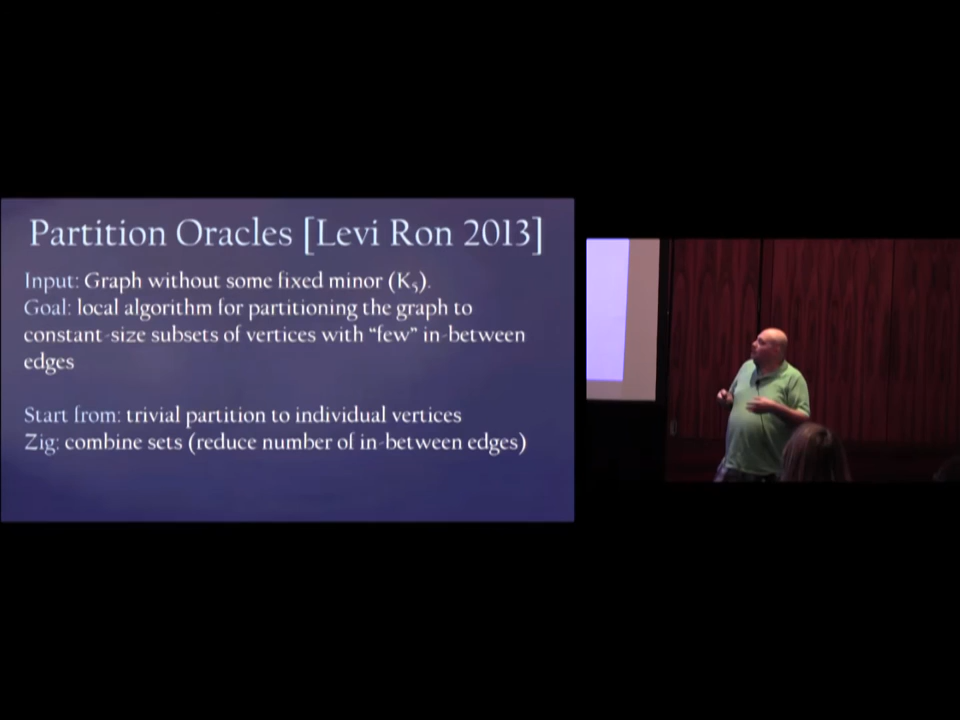 Partition Oracles [Levi Ron 2013]
Input: Graph without some fixed minor (K₅).
Goal: local algorithm for partitioning the graph to
constant-size subsets of vertices with “few” in-between
edges
Start from: trivial partition to individual vertices
Zig: combine sets (reduce number of in-between edges)